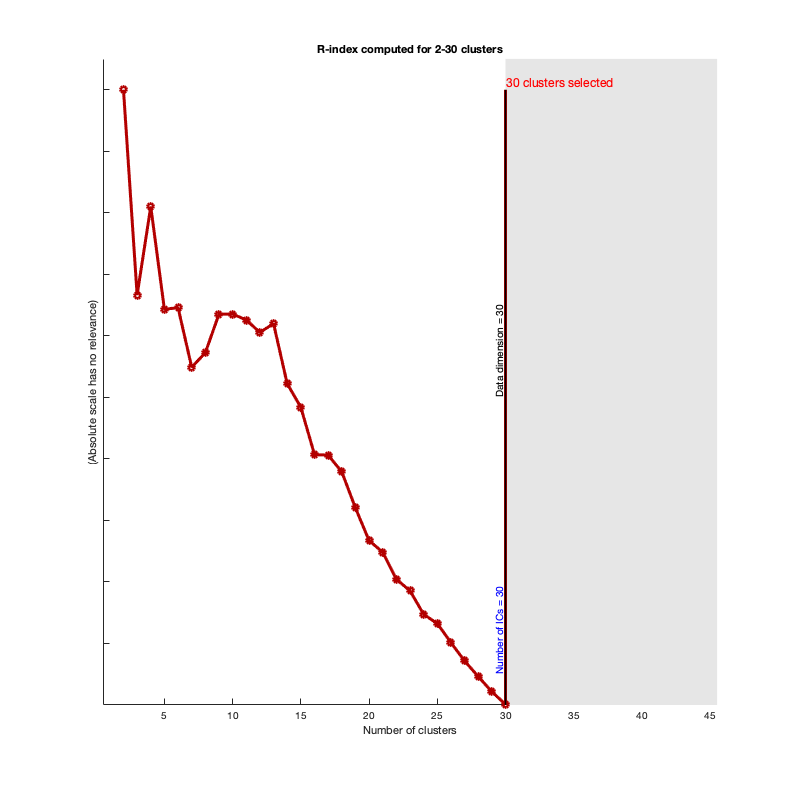 R-index computed for 2-30 clusters
30 clusters selected
(Absolute scale has no relevance)
Data dimension = 30
Number of ICs = 30
5 10 15 20 25 30 35 40 45
Number of clusters